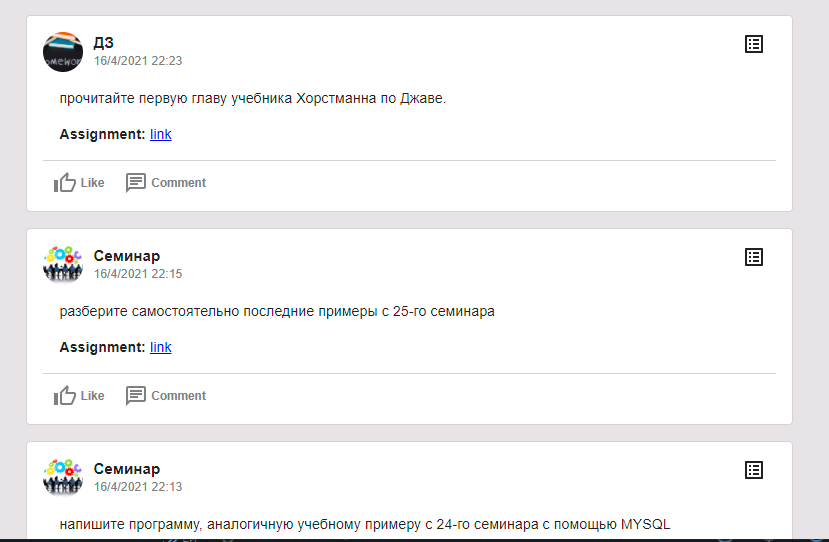 ДЗ
16/4/2021 22:23
прочитайте первую главу учебника Хорстманна по Джаве.
Assignment: link
Like Comment
Семинар
16/4/2021 22:15
разберите самостоятельно последние примеры с 25-го семинара
Assignment: link
Like Comment
Семинар
16/4/2021 22:13
напишите программу, аналогичную учебному примеру с 24-го семинара с помощью MYSQL